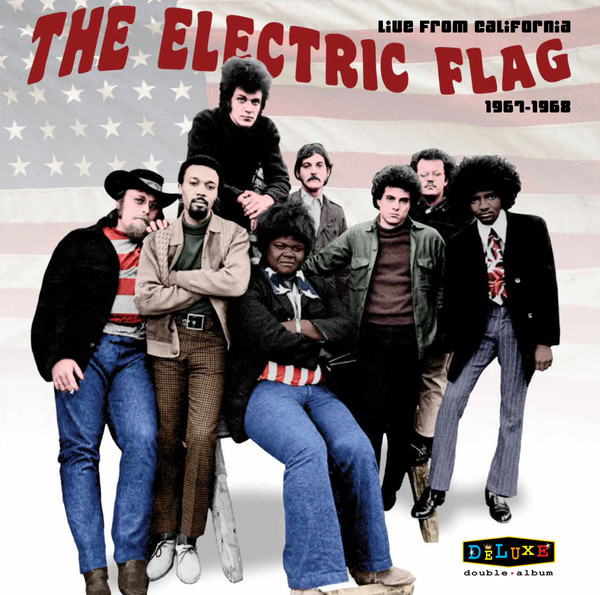 THE ELECTRIC FLAG
LIVE FROM CALIFORNIA
1967-1968
DELUXE
double • album